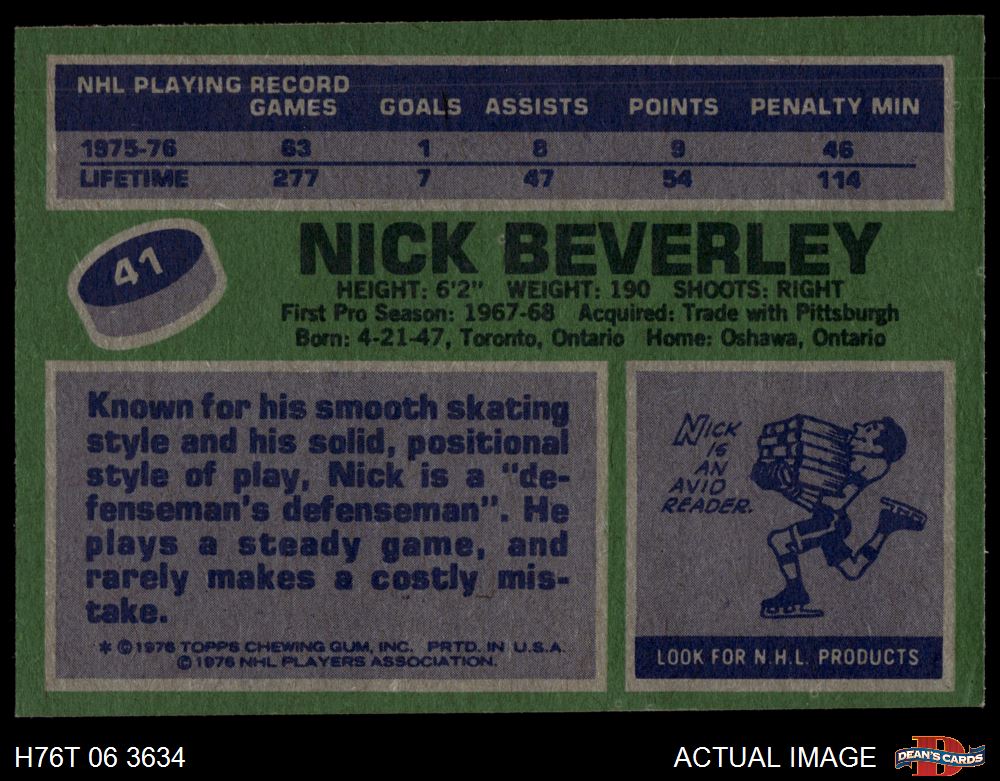 NHL PLAYING RECORD
GAMES GOALS ASSISTS POINTS PENALTY MIN
1975-76 63 1 8 9 46
LIFETIME 277 7 47 54 114
41
NICK BEVERLEY
HEIGHT: 6'2" WEIGHT: 190 SHOOTS: RIGHT
First Pro Season: 1967-68 Acquired: Trade with Pittsburgh
Born: 4-21-47, Toronto, Ontario Home: Oshawa, Ontario
Known for his smooth skating
style and his solid, positional
style of play, Nick is a "de-
fenseman's defenseman". He
plays a steady game, and
rarely makes a costly mis-
take.
* ©1976 TOPPS CHEWING GUM, INC. PRTD. IN U.S.A.
©1976 NHL PLAYERS ASSOCIATION.
NICK
IS
AN
AVID
READER.
LOOK FOR N.H.L. PRODUCTS
H76T 06 3634
ACTUAL IMAGE
D
DEAN'S CARDS